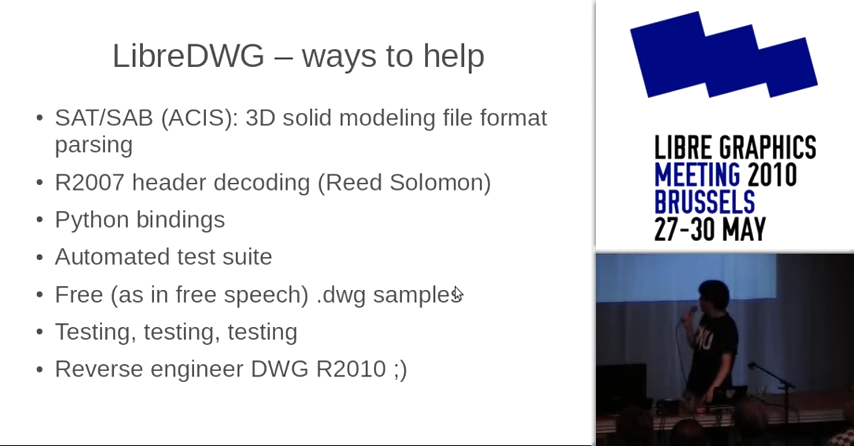 LibreDWG – ways to help
• SAT/SAB (ACIS): 3D solid modeling file format
parsing
• R2007 header decoding (Reed Solomon)
• Python bindings
• Automated test suite
• Free (as in free speech) .dwg samples
• Testing, testing, testing
• Reverse engineer DWG R2010 ;)
LIBRE GRAPHICS
MEETING 2010
BRUSSELS
27-30 MAY